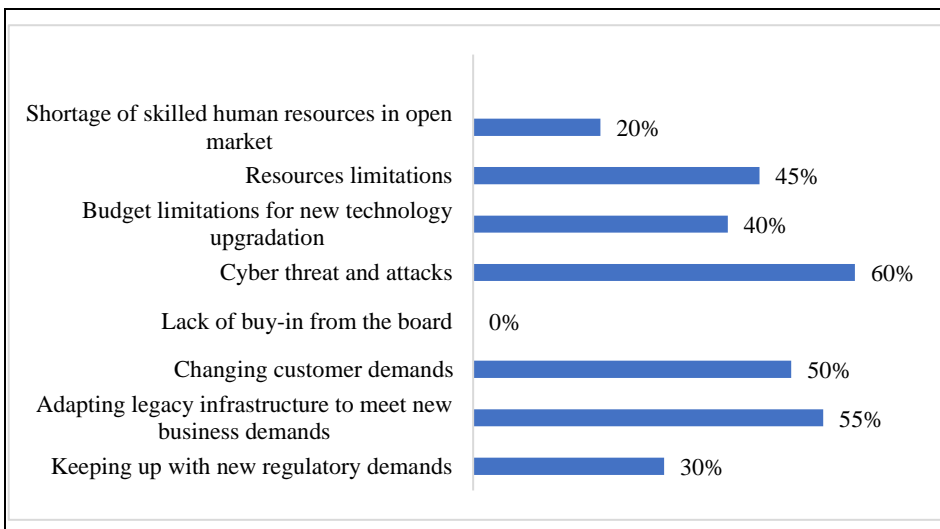 Shortage of skilled human resources in open
market
20%
Resources limitations
45%
Budget limitations for new technology
upgradation
40%
Cyber threat and attacks
60%
Lack of buy-in from the board
0%
Changing customer demands
50%
Adapting legacy infrastructure to meet new
business demands
55%
Keeping up with new regulatory demands
30%